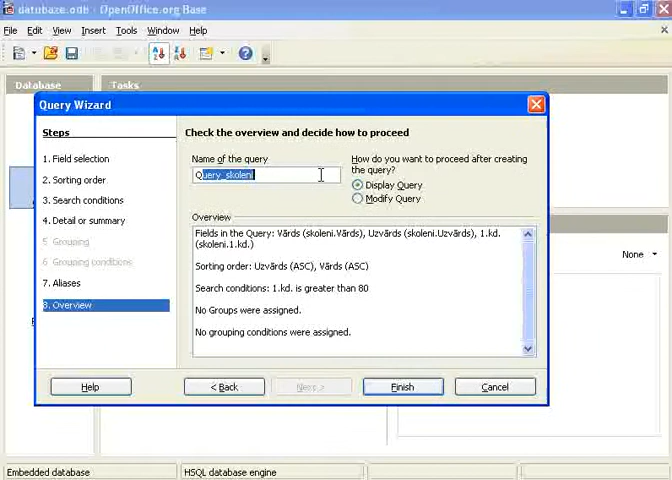 datubaze.odb - OpenOffice.org Base
File Edit View Insert Tools Window Help
Database Tasks
Query Wizard
Steps
1. Field selection
2. Sorting order
3. Search conditions
4. Detail or summary
5 Grouping
6 Grouping conditions
7. Aliases
8. Overview
Check the overview and decide how to proceed
Name of the query
Query_skoleni
How do you want to proceed after creating
the query?
Display Query
Modify Query
Overview
Fields in the Query: Vārds (skoleni.Vārds), Uzvārds (skoleni.Uzvārds), 1.kd.
(skoleni.1.kd.)
Sorting order: Uzvārds (ASC), Vārds (ASC)
Search conditions: 1.kd. is greater than 80
No Groups were assigned.
No grouping conditions were assigned.
None
Help < Back Next > Finish Cancel
Embedded database HSQL database engine